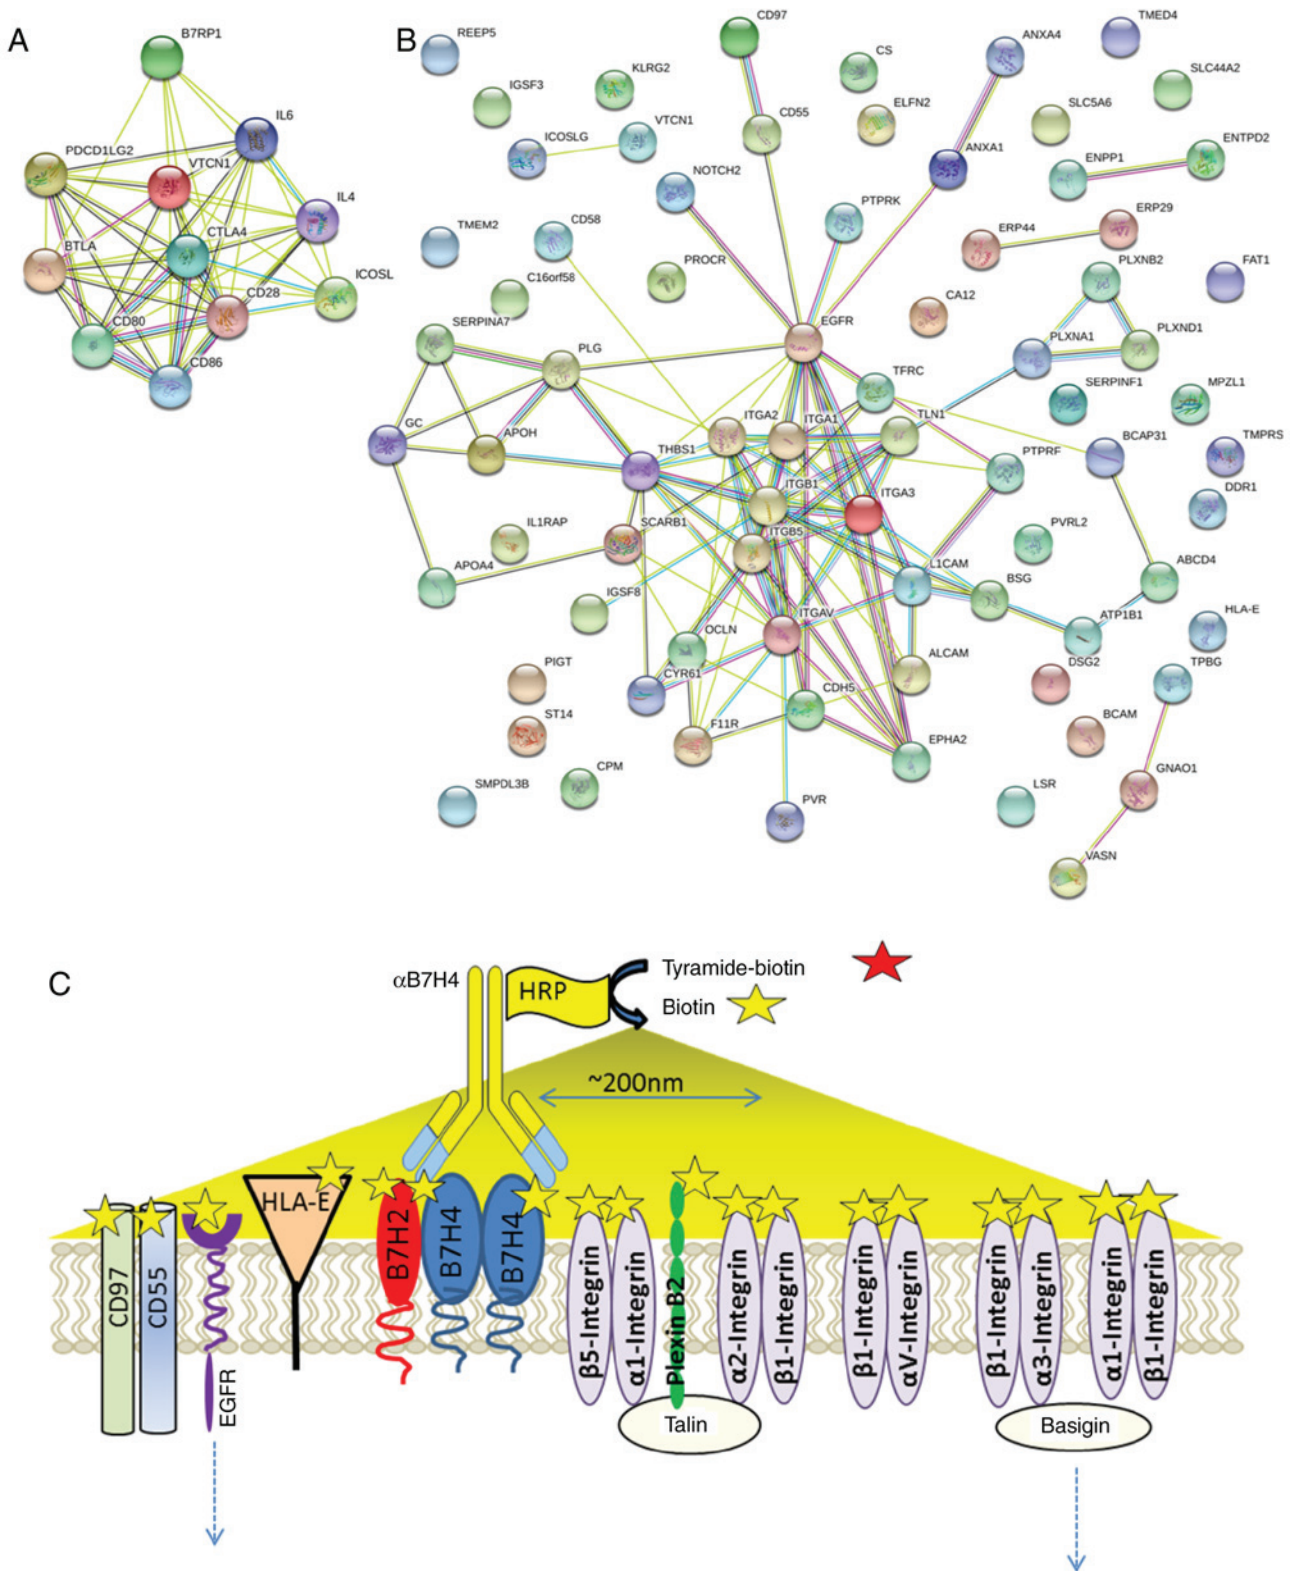 A
B7RP1
IL6
PDCD1LG2
VTCN1
IL4
CTLA4
BTLA
ICOSL
CD28
CD80
CD86
B
REEP5
CD97
TMED4
ANXA4
CS
SLC44A2
KLRG2
IGSF3
ELFN2
SLC5A6
CD55
VTCN1
ICOSLG
ENTPD2
ANXA1
ENPP1
NOTCH2
PTPRK
ERP29
TMEM2
CD58
ERP44
PLXNB2
FAT1
PROCR
C16orf58
CA12
EGFR
SERPINA7
PLXND1
PLXNA1
PLG
TFRC
SERPINF1
MPZL1
ITGA2
ITGA1
TLN1
GC
APOH
BCAP31
TMPRS
THBS1
PTPRF
ITGB1
DDR1
ITGA3
IL1RAP
SCARB1
ITGB5
PVRL2
APOA4
L1CAM
ABCD4
BSG
IGSF8
ITGAV
ATP1B1
HLA-E
OCLN
PIGT
ALCAM
DSG2
TPBG
CYR61
CDH5
ST14
F11R
BCAM
EPHA2
CPM
GNAO1
SMPDL3B
PVR
LSR
VASN
C
αB7H4
HRP
Tyramide-biotin
Biotin
~200nm
CD97
CD55
EGFR
HLA-E
B7H2
B7H4
B7H4
β5-Integrin
α1-Integrin
Plexin B2
α2-Integrin
β1-Integrin
β1-Integrin
αV-Integrin
β1-Integrin
α3-Integrin
α1-Integrin
β1-Integrin
Talin
Basigin